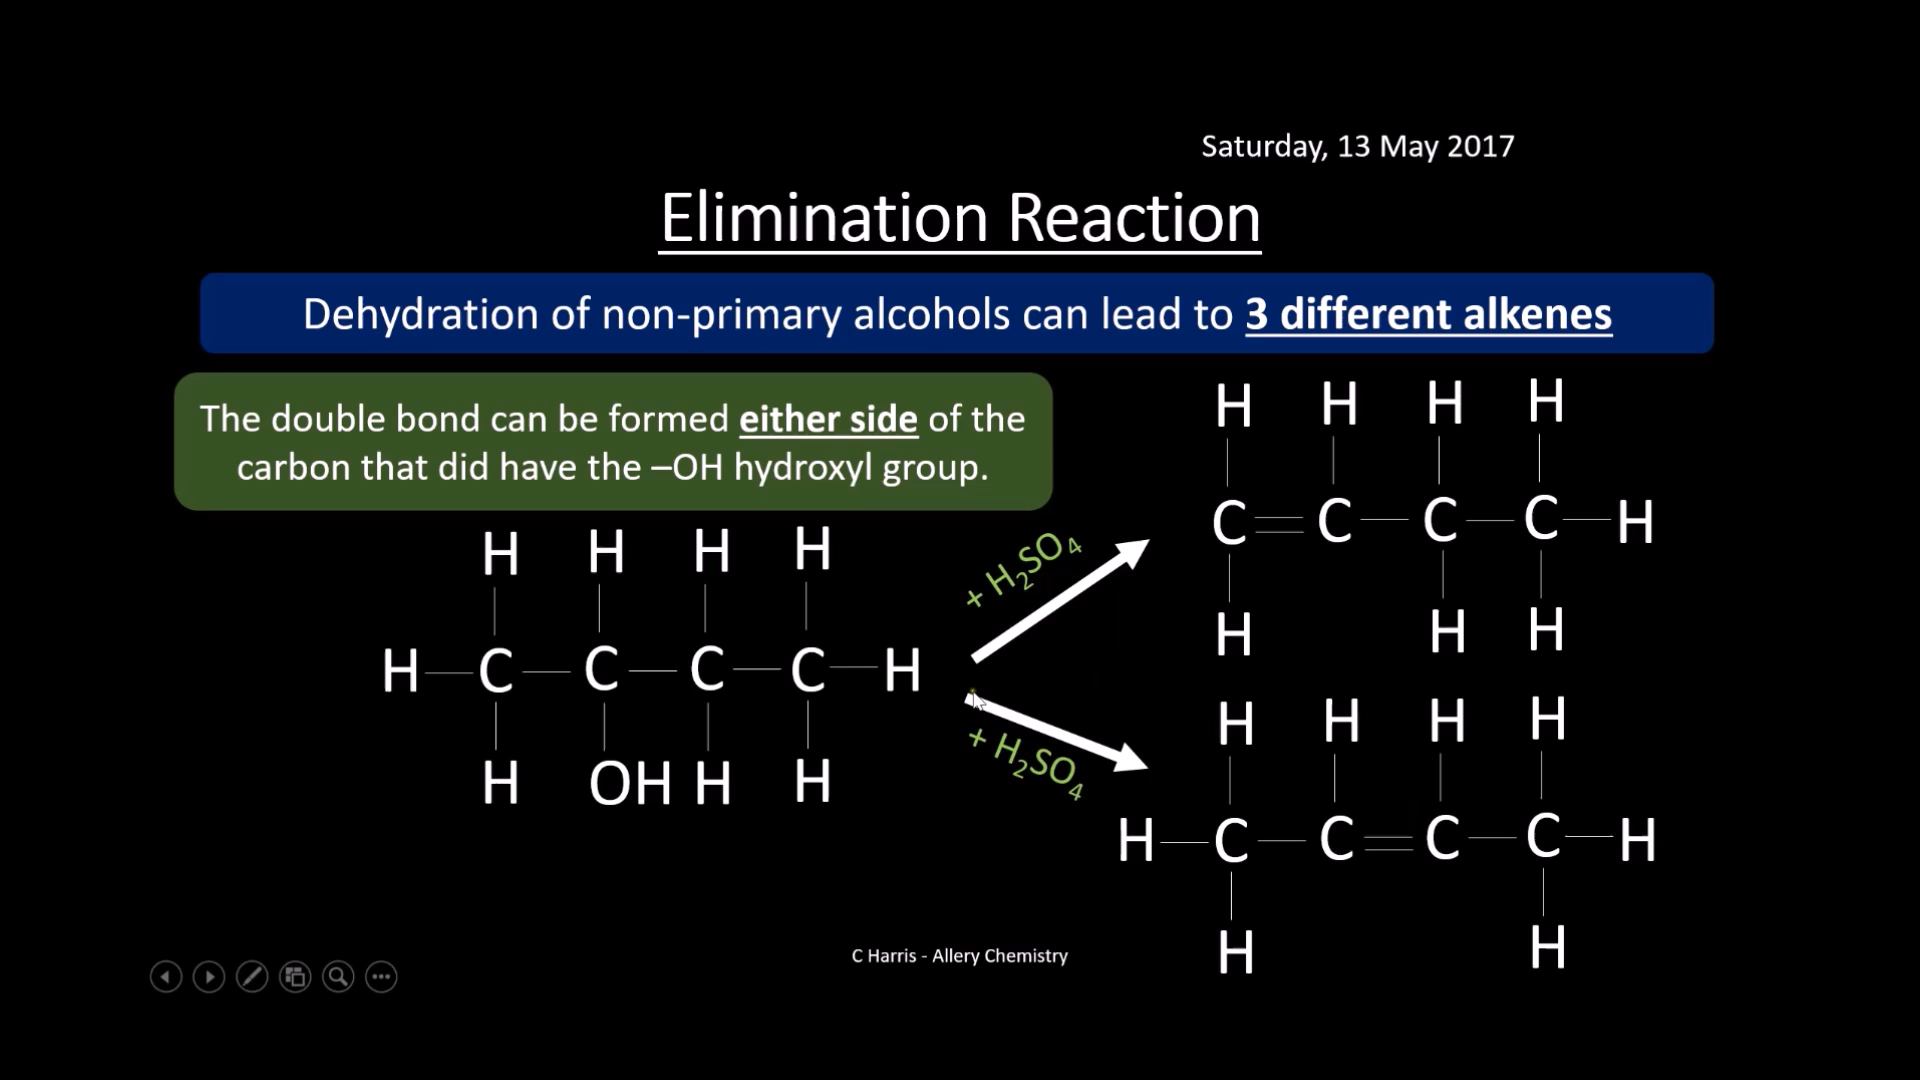 Saturday, 13 May 2017
Elimination Reaction
Dehydration of non-primary alcohols can lead to 3 different alkenes
The double bond can be formed either side of the
carbon that did have the –OH hydroxyl group.
H H H H
H C C C C H
H OH H H
+ H₂SO₄
+ H₂SO₄
H H H H
C C C C H
H H H
H H H H
H C C C C H
H H
C Harris - Allery Chemistry